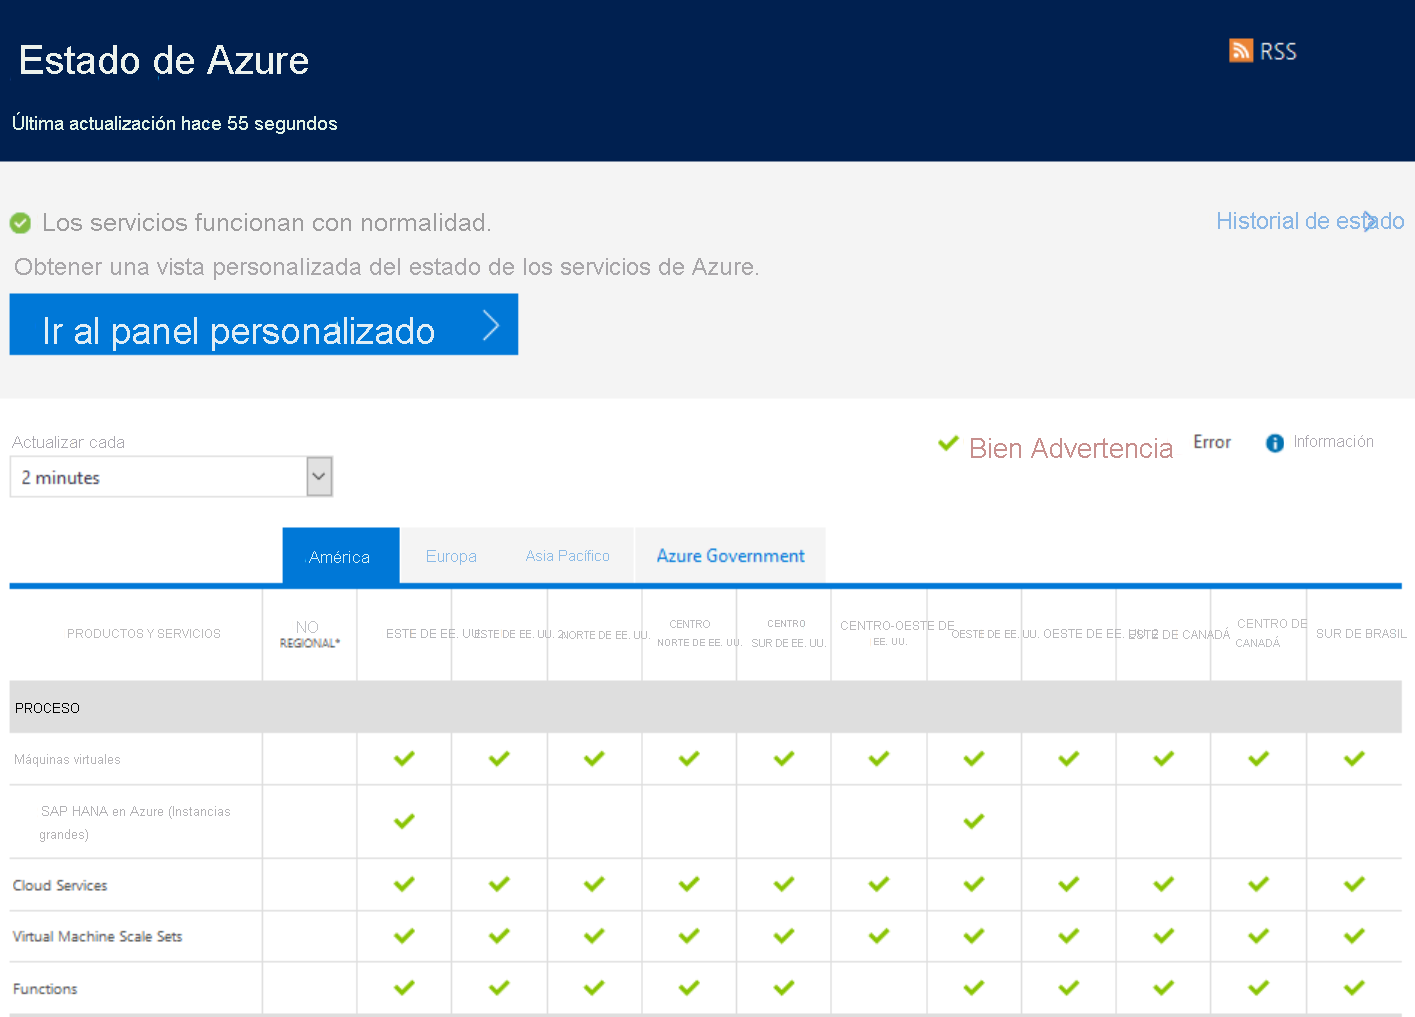 Estado de Azure
RSS
Última actualización hace 55 segundos
Los servicios funcionan con normalidad.
Historial de estado
Obtener una vista personalizada del estado de los servicios de Azure.
Ir al panel personalizado
Actualizar cada
Bien Advertencia
Error
Información
2 minutes
América
Europa
Asia Pacífico
Azure Government
PRODUCTOS Y SERVICIOS
NO
REGIONAL*
ESTE DE EE. UU.
ESTE DE EE. UU. 2
NORTE DE EE. UU.
CENTRO
NORTE DE EE. UU.
CENTRO
SUR DE EE. UU.
CENTRO-OESTE DE
EE. UU.
OESTE DE EE. UU.
OESTE DE EE. UU. 2
ESTE DE CANADÁ
CENTRO DE
CANADÁ
SUR DE BRASIL
PROCESO
Máquinas virtuales
SAP HANA en Azure (Instancias
grandes)
Cloud Services
Virtual Machine Scale Sets
Functions